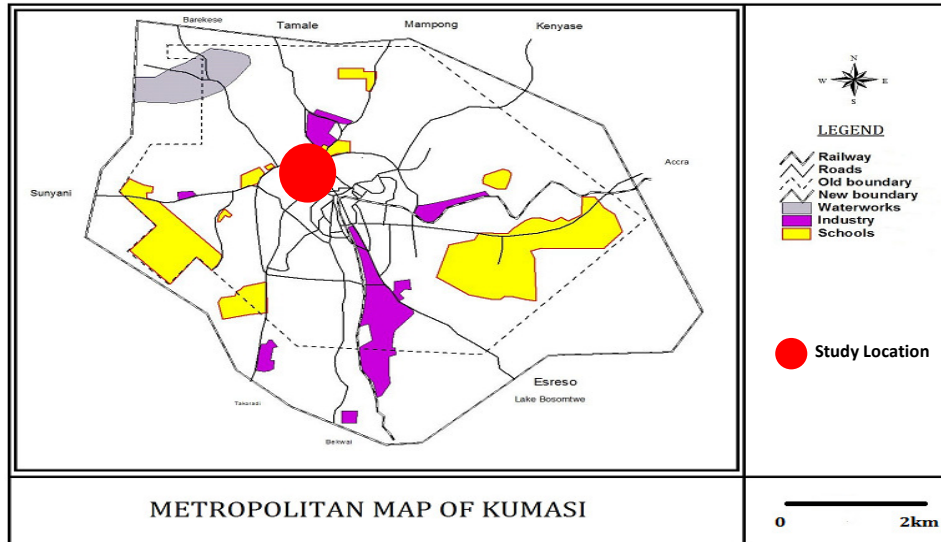 Barekese
Tamale
Mampong
Kenyase
Accra
Sunyani
Esreso
Lake Bosomtwe
Takoradi
Bekwai
N
W E
S
LEGEND
Railway
Roads
Old boundary
New boundary
Waterworks
Industry
Schools
Study Location
METROPOLITAN MAP OF KUMASI
0 2km